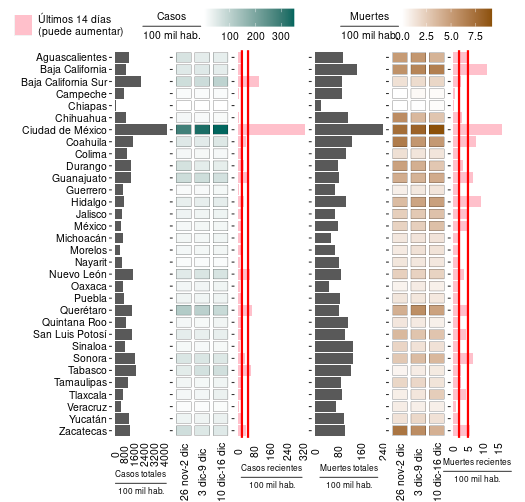 Últimos 14 días
(puede aumentar)
Casos
100 mil hab.
100 200 300
Muertes
100 mil hab.
0.0 2.5 5.0 7.5
Aguascalientes
Baja California
Baja California Sur
Campeche
Chiapas
Chihuahua
Ciudad de México
Coahuila
Colima
Durango
Guanajuato
Guerrero
Hidalgo
Jalisco
México
Michoacán
Morelos
Nayarit
Nuevo León
Oaxaca
Puebla
Querétaro
Quintana Roo
San Luis Potosí
Sinaloa
Sonora
Tabasco
Tamaulipas
Tlaxcala
Veracruz
Yucatán
Zacatecas
0 800 1600 2400 3200 4000
Casos totales
100 mil hab.
26 nov-2 dic
3 dic-9 dic
10 dic-16 dic
0 80 160 240 320
Casos recientes
100 mil hab.
0 80 160 240
Muertes totales
100 mil hab.
26 nov-2 dic
3 dic-9 dic
10 dic-16 dic
0 5 10 15
Muertes recientes
100 mil hab.